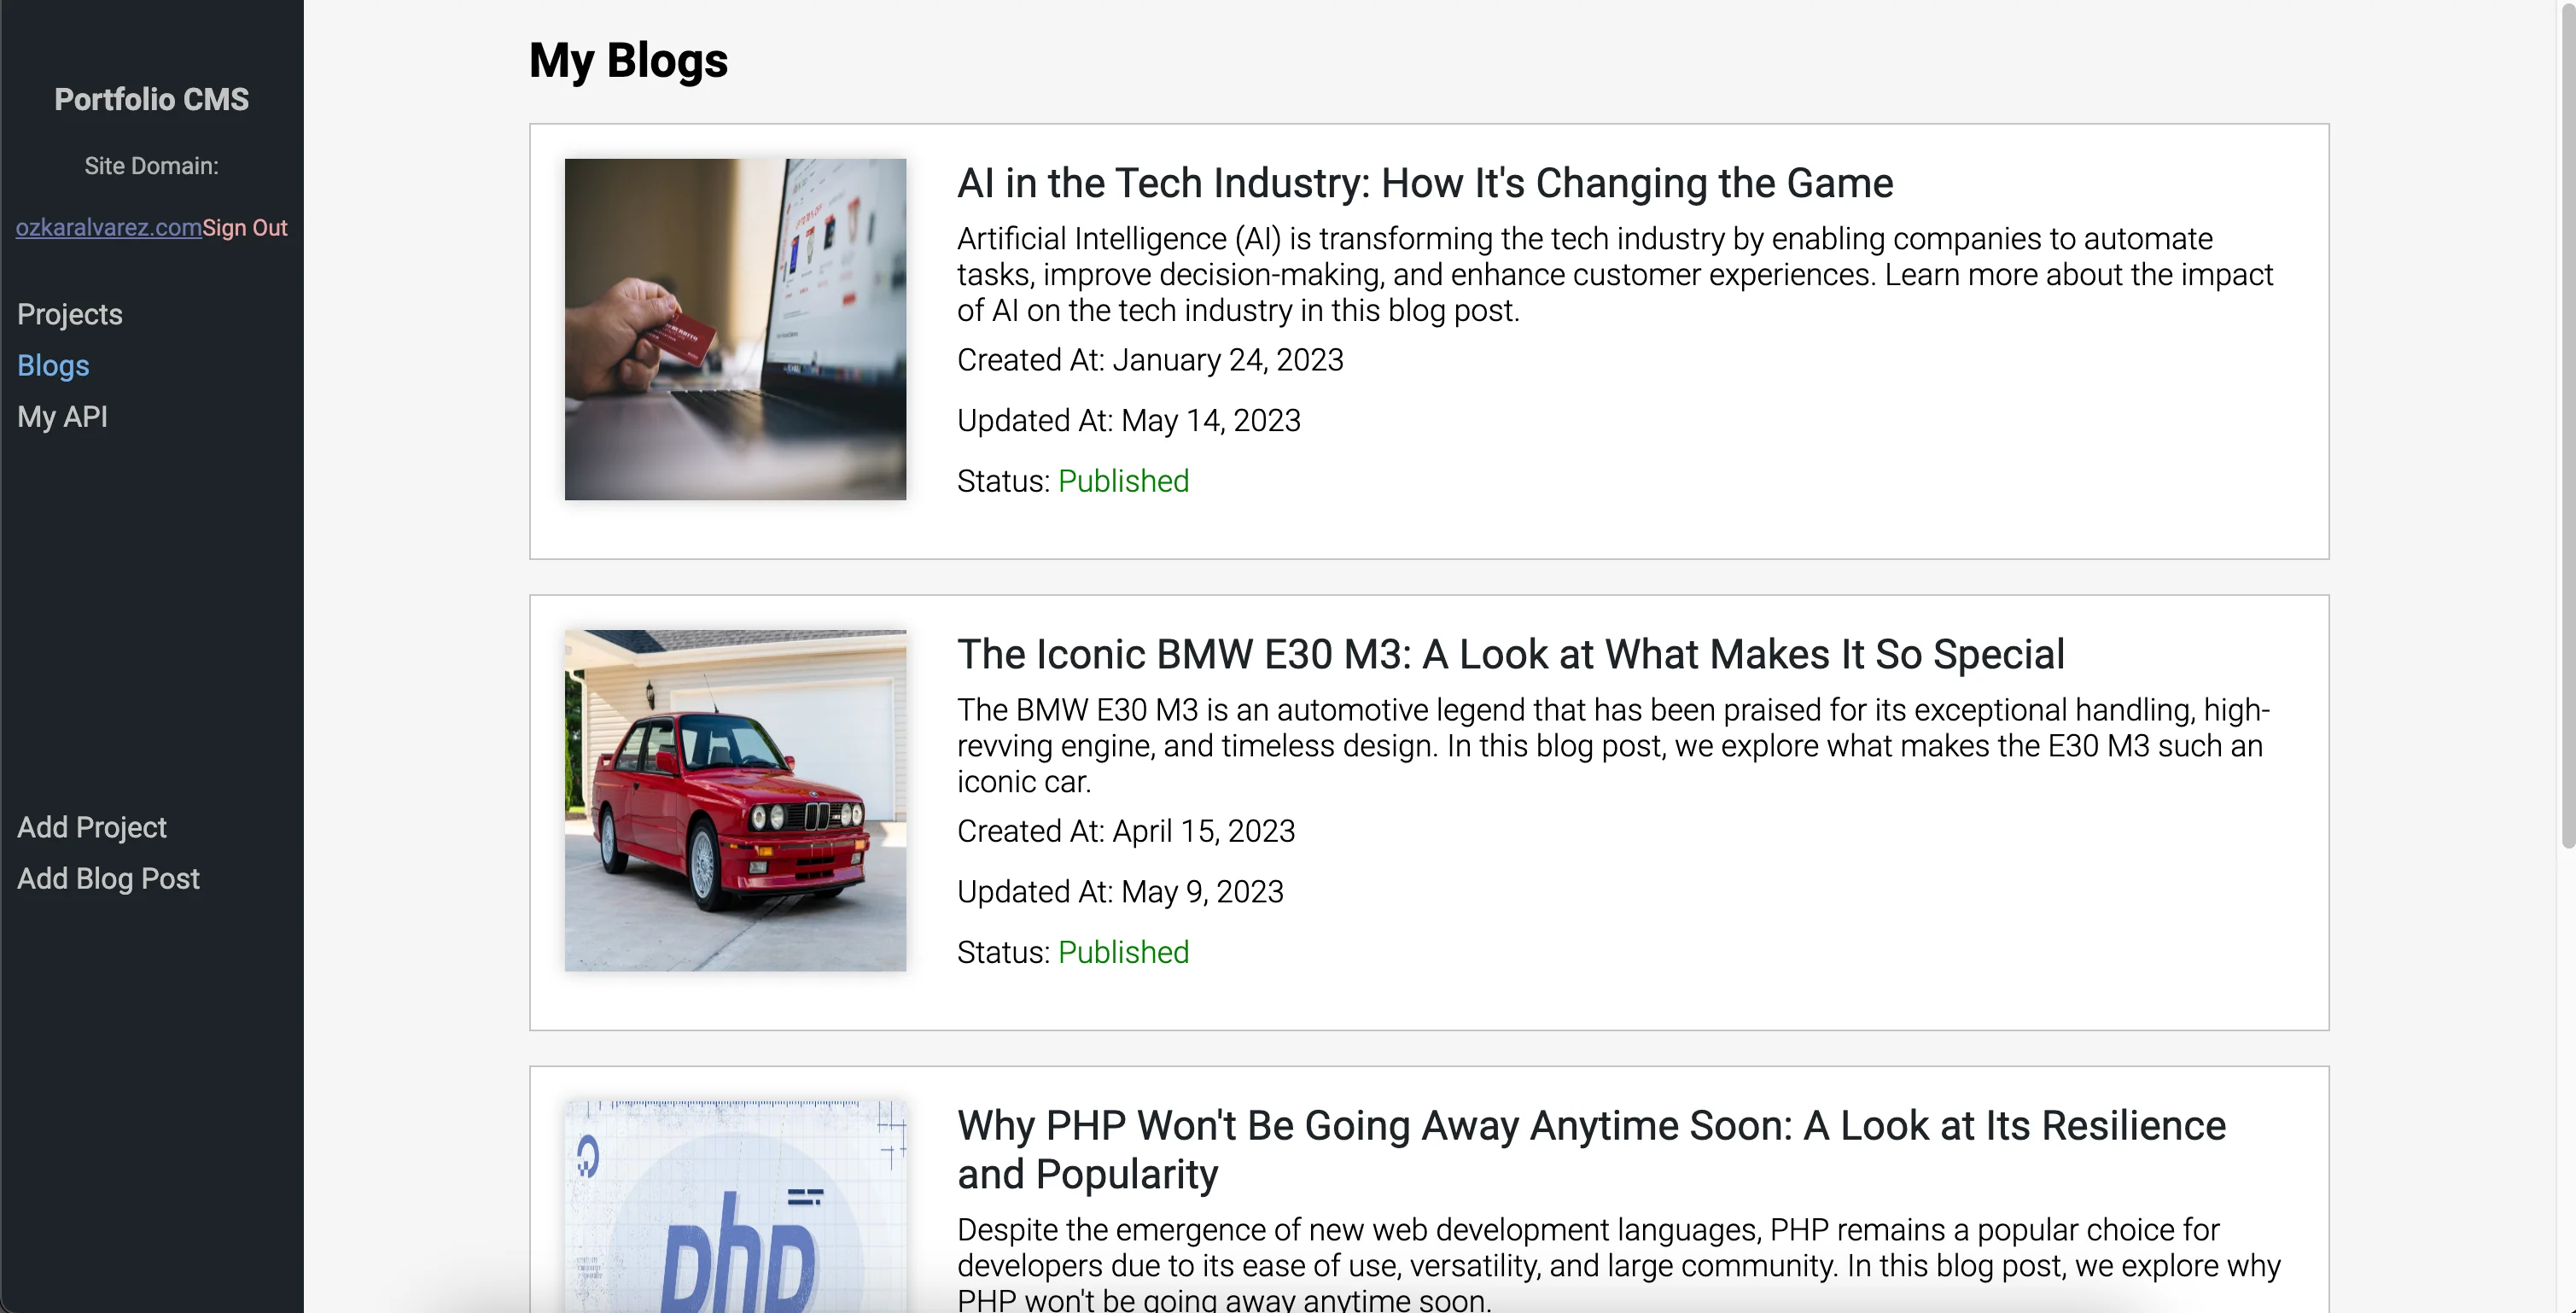 Portfolio CMS
Site Domain:
ozkaralvarez.comSign Out
Projects
Blogs
My API
Add Project
Add Blog Post
My Blogs
AI in the Tech Industry: How It's Changing the Game
Artificial Intelligence (AI) is transforming the tech industry by enabling companies to automate
tasks, improve decision-making, and enhance customer experiences. Learn more about the impact
of AI on the tech industry in this blog post.
Created At: January 24, 2023
Updated At: May 14, 2023
Status: Published
The Iconic BMW E30 M3: A Look at What Makes It So Special
The BMW E30 M3 is an automotive legend that has been praised for its exceptional handling, high-
revving engine, and timeless design. In this blog post, we explore what makes the E30 M3 such an
iconic car.
Created At: April 15, 2023
Updated At: May 9, 2023
Status: Published
php
Why PHP Won't Be Going Away Anytime Soon: A Look at Its Resilience
and Popularity
Despite the emergence of new web development languages, PHP remains a popular choice for
developers due to its ease of use, versatility, and large community. In this blog post, we explore why
PHP won't be going away anytime soon.